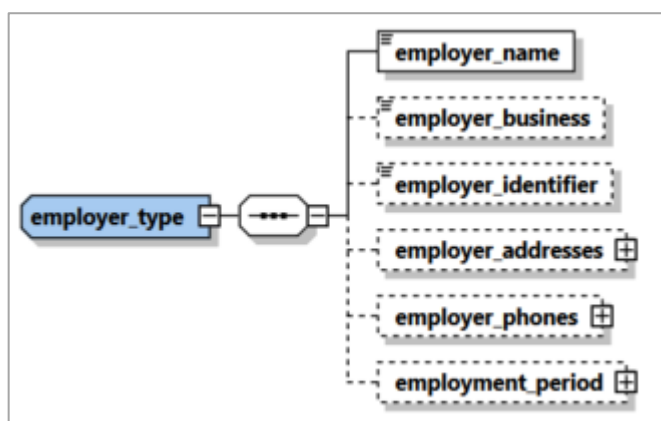 employer_name
employer_business
employer_identifier
employer_type
employer_addresses
employer_phones
employment_period